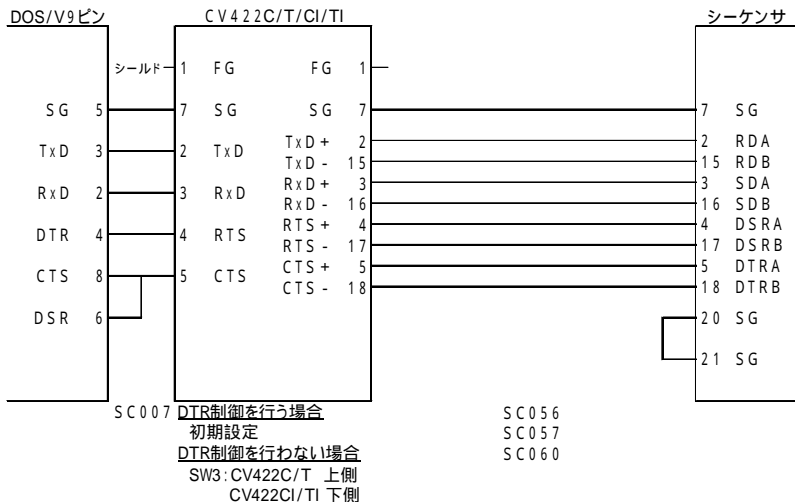 DOS/V9ピン CV422C/T/CI/TI シーケンサ
シールド 1 FG FG 1
SG 5 7 SG SG 7 7 SG
TxD 3 2 TxD TxD+ 2 2 RDA
TxD- 15 15 RDB
RxD 2 3 RxD RxD+ 3 3 SDA
RxD- 16 16 SDB
DTR 4 4 RTS RTS+ 4 4 DSRA
RTS- 17 17 DSRB
CTS 8 5 CTS CTS+ 5 5 DTRA
CTS- 18 18 DTRB
DSR 6 20 SG
21 SG
SC007 DTR制御を行う場合 SC056
初期設定 SC057
DTR制御を行わない場合 SC060
SW3:CV422C/T 上側
CV422CI/TI 下側